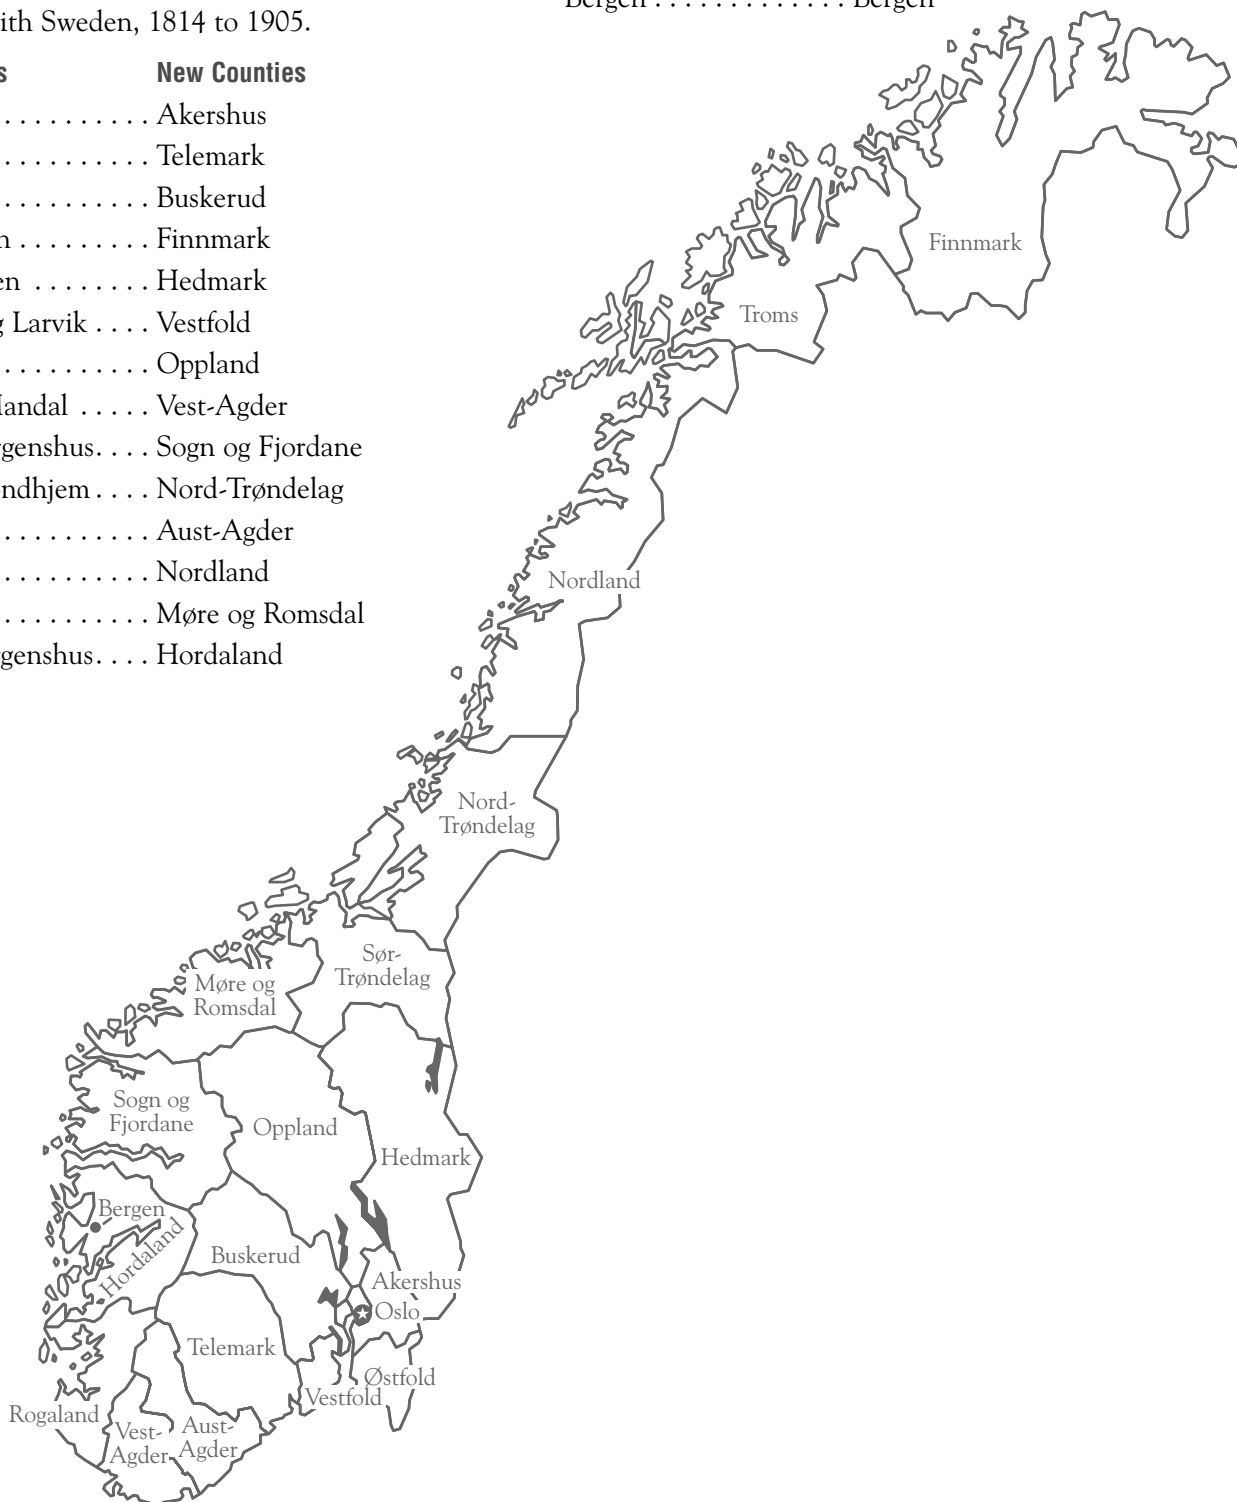 ith Sweden, 1814 to 1905.
Bergen . . . . . . . . . . . . . Bergen
s New Counties
. . . . . . . . . . . Akershus
. . . . . . . . . . . Telemark
. . . . . . . . . . . Buskerud
n . . . . . . . . . Finnmark
en . . . . . . . . Hedmark
g Larvik . . . . Vestfold
. . . . . . . . . . . Oppland
andal . . . . . Vest-Agder
genshus. . . . Sogn og Fjordane
ndhjem . . . . Nord-Trøndelag
. . . . . . . . . . . Aust-Agder
. . . . . . . . . . . Nordland
. . . . . . . . . . . Møre og Romsdal
genshus. . . . Hordaland
Finnmark
Troms
Nordland
Nord-
Trøndelag
Sør-
Trøndelag
Møre og
Romsdal
Sogn og
Fjordane
Oppland
Hedmark
Bergen
Hordaland
Buskerud
Akershus
Oslo
Telemark
Østfold
Vestfold
Rogaland
Vest-
Agder
Aust-
Agder